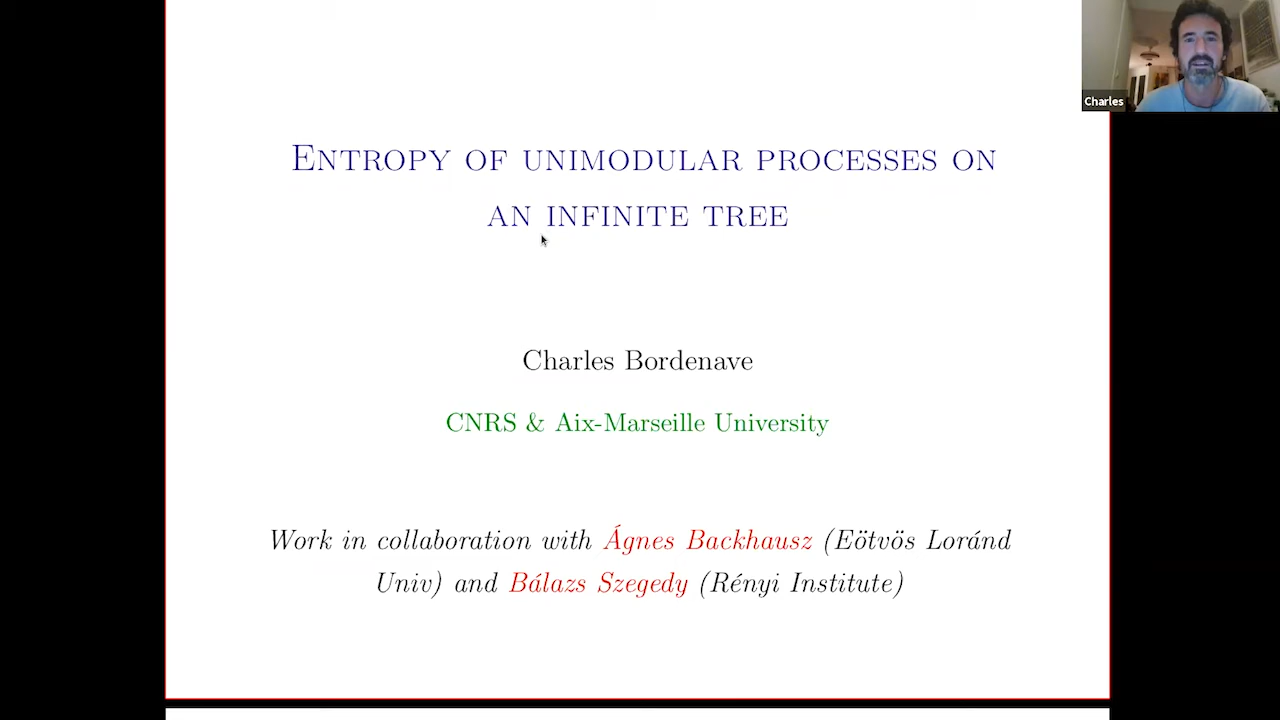 Charles
Entropy of unimodular processes on
an infinite tree
Charles Bordenave
CNRS & Aix-Marseille University
Work in collaboration with Ágnes Backhausz (Eötvös Loránd
Univ) and Bálazs Szegedy (Rényi Institute)